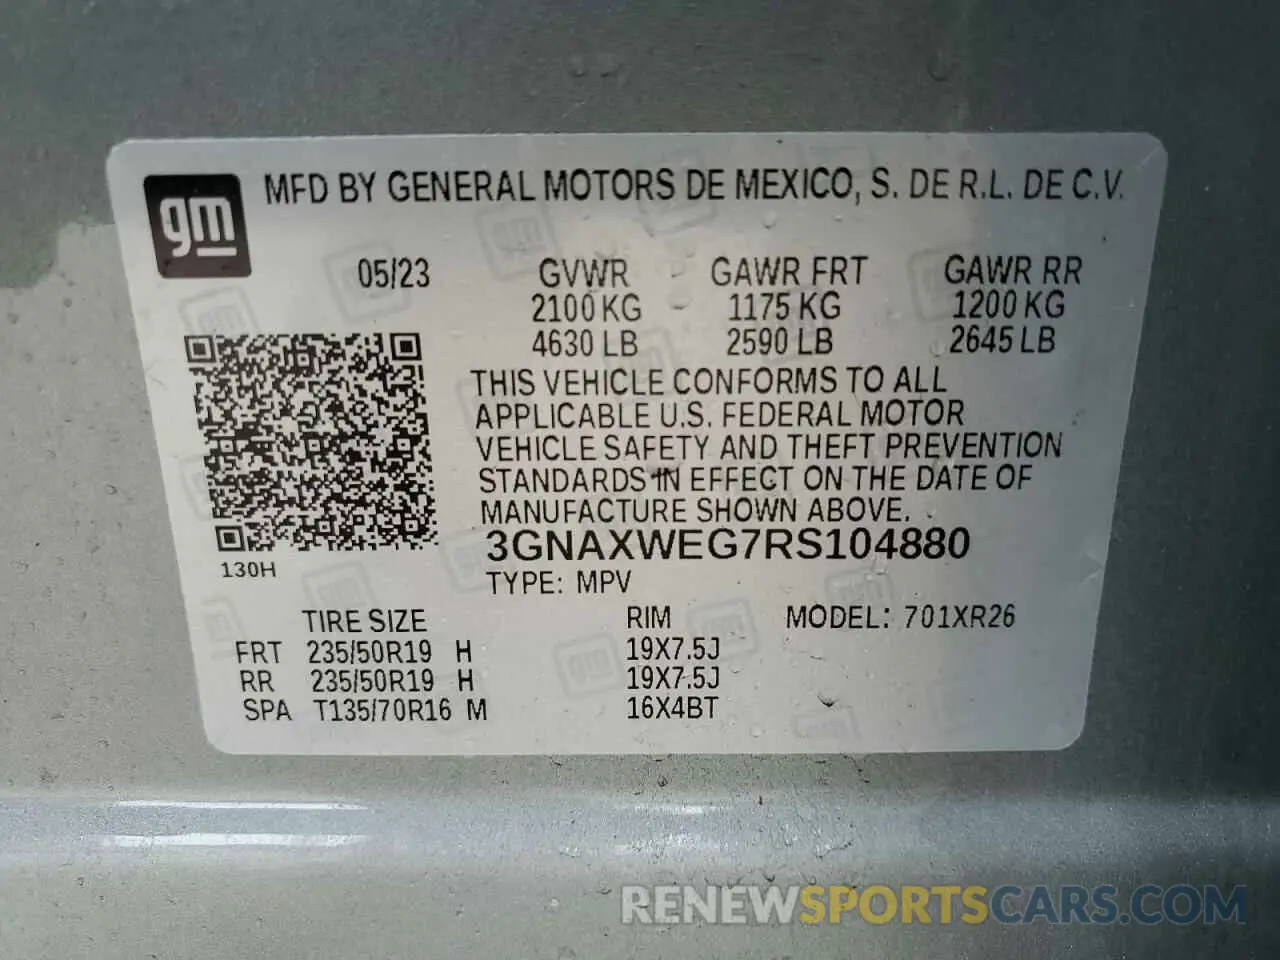 gm
MFD BY GENERAL MOTORS DE MEXICO, S. DE R.L. DE C.V.
05/23 GVWR GAWR FRT GAWR RR
2100 KG 1175 KG 1200 KG
4630 LB 2590 LB 2645 LB
THIS VEHICLE CONFORMS TO ALL
APPLICABLE U.S. FEDERAL MOTOR
VEHICLE SAFETY AND THEFT PREVENTION
STANDARDS IN EFFECT ON THE DATE OF
MANUFACTURE SHOWN ABOVE.
3GNAXWEG7RS104880
130H
TYPE: MPV
TIRE SIZE RIM MODEL: 701XR26
FRT 235/50R19 H 19X7.5J
RR 235/50R19 H 19X7.5J
SPA T135/70R16 M 16X4BT
RENEWSPORTSCARS.COM